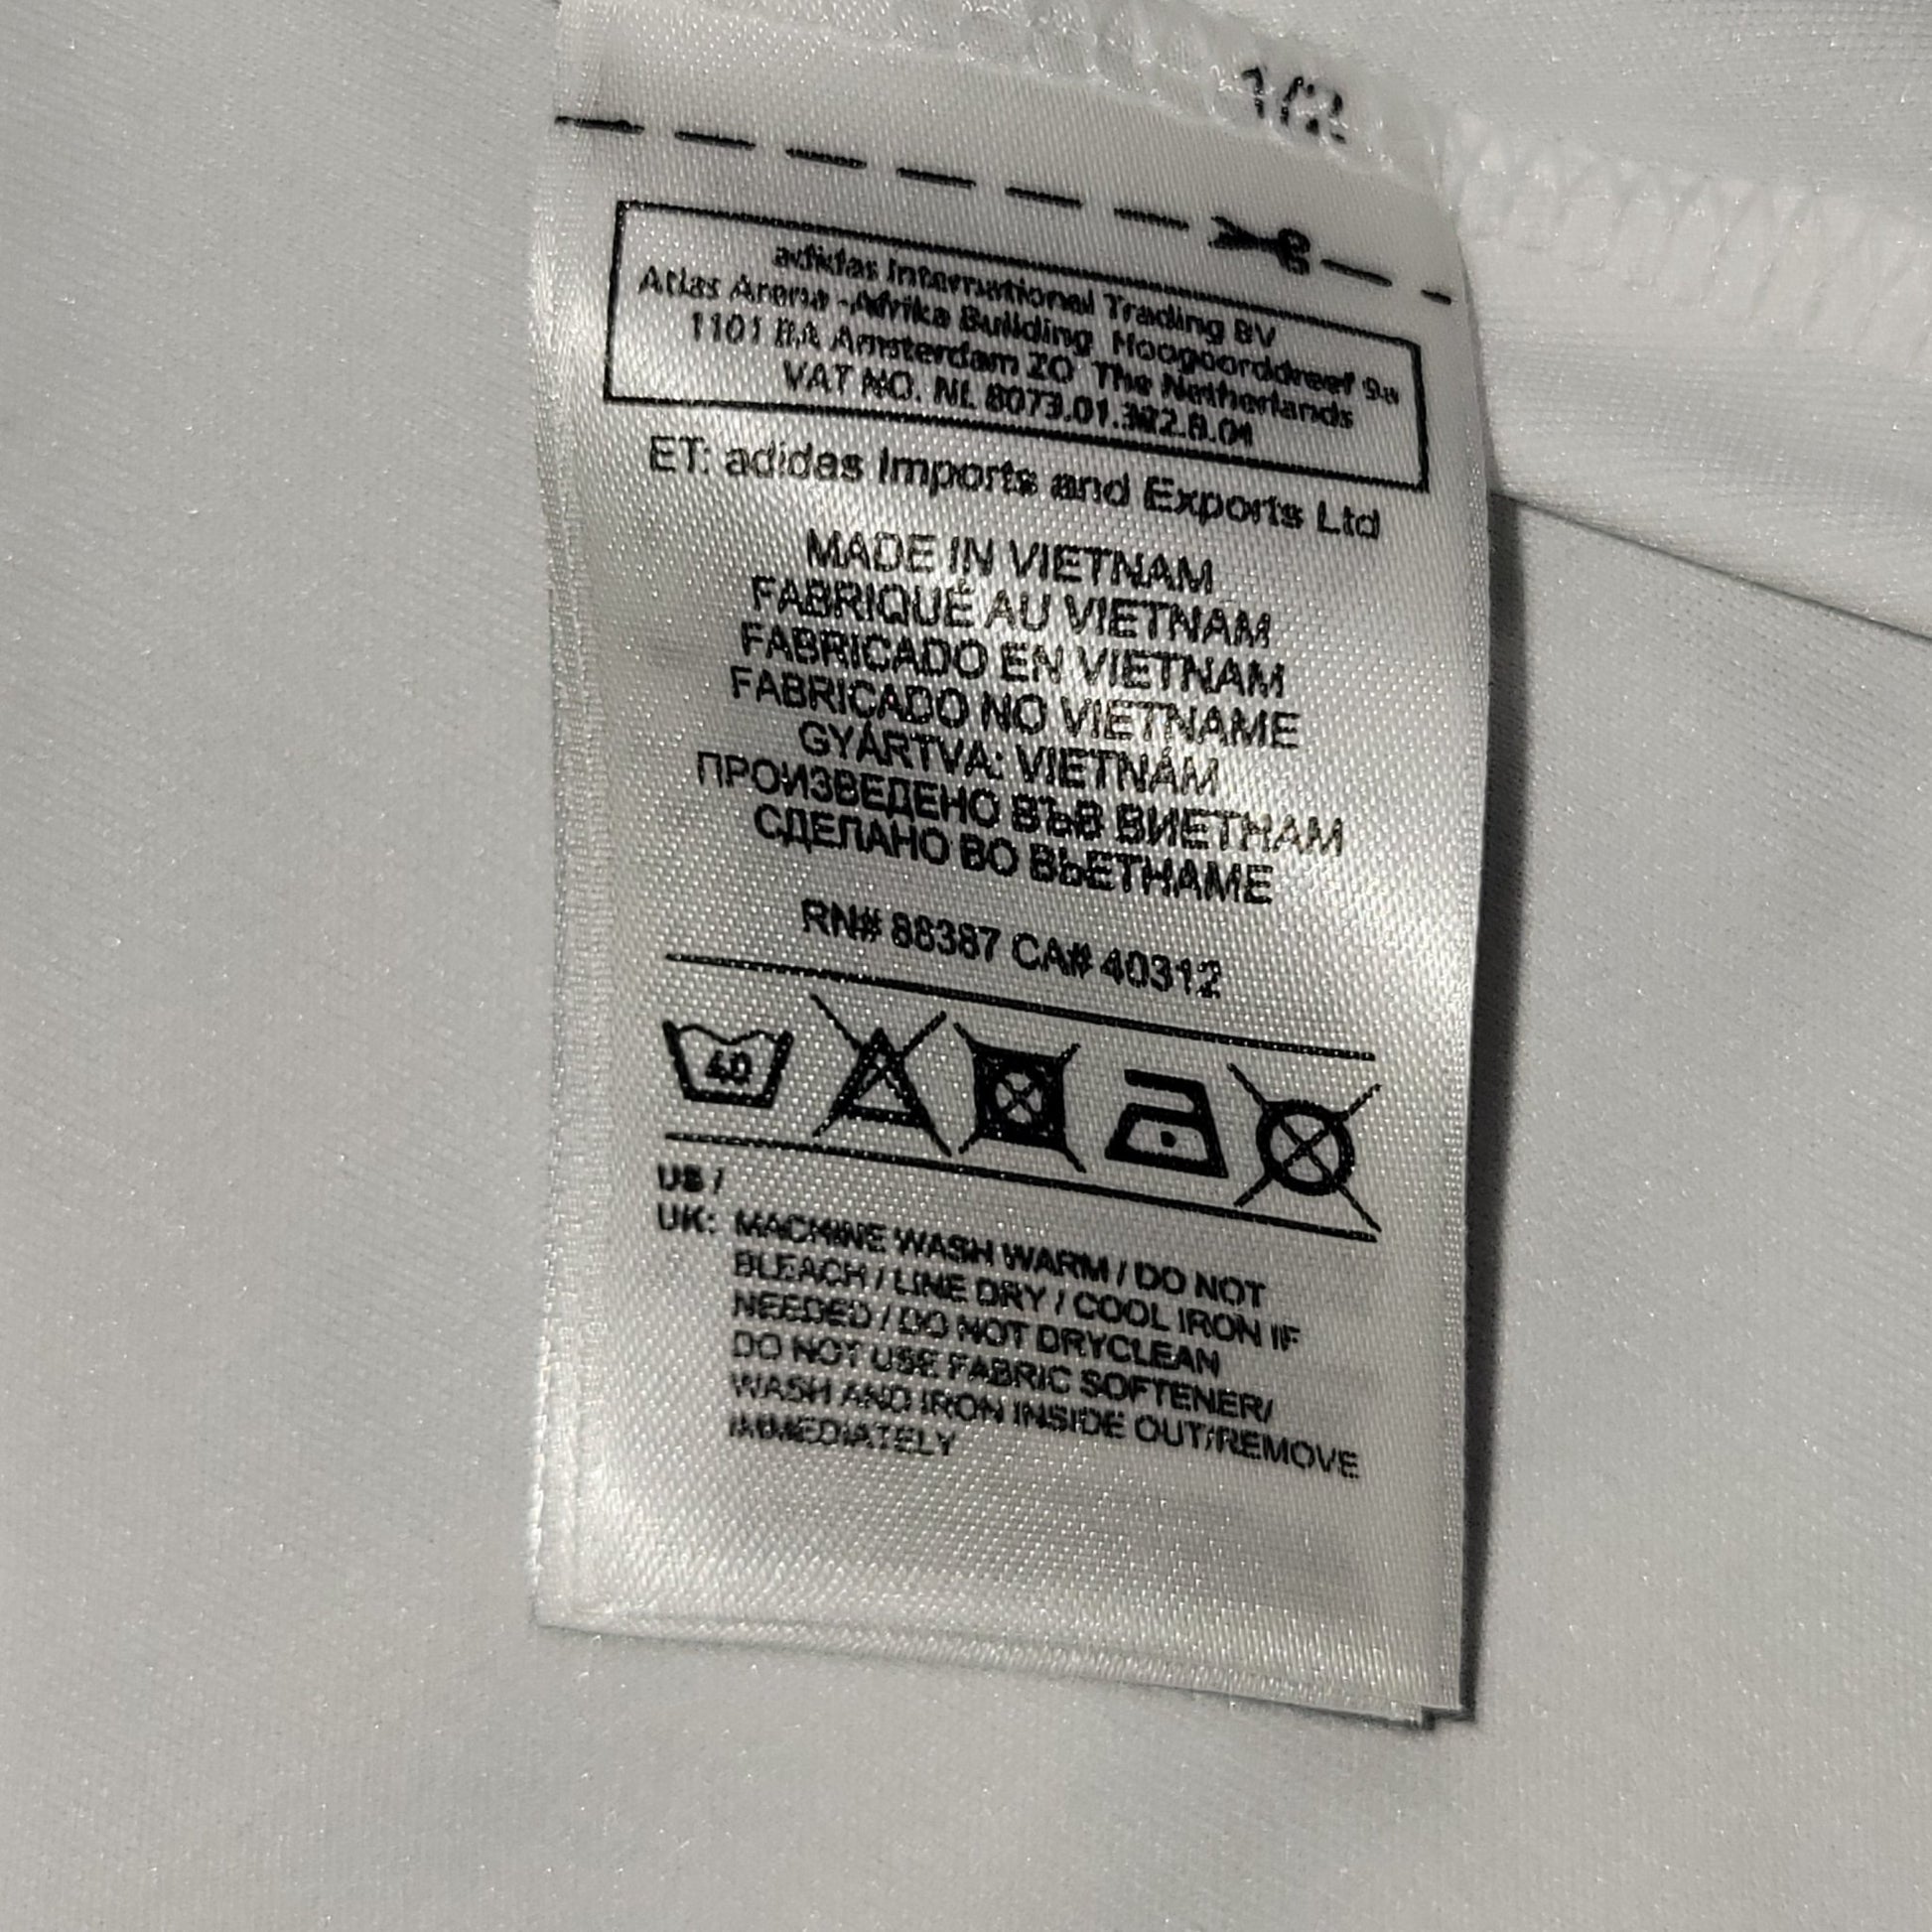 1/2
adidas International Trading BV
Atlas Arena -Afrika Building Hoogoorddreef 9a
1101 BA Amsterdam ZO The Netherlands
VAT NO. NL 8073.01.322.B.01
ET: adidas Imports and Exports Ltd
MADE IN VIETNAM
FABRIQUÉ AU VIETNAM
FABRICADO EN VIETNAM
FABRICADO NO VIETNAME
GYÁRTVA: VIETNÁM
ПРОИЗВЕДЕНО ВЪВ ВИЕТНАМ
СДЕЛАНО ВО ВЬЕТНАМЕ
RN# 88387 CA# 40312
40
US /
UK: MACHINE WASH WARM / DO NOT
BLEACH / LINE DRY / COOL IRON IF
NEEDED / DO NOT DRYCLEAN
DO NOT USE FABRIC SOFTENER/
WASH AND IRON INSIDE OUT/REMOVE
IMMEDIATELY